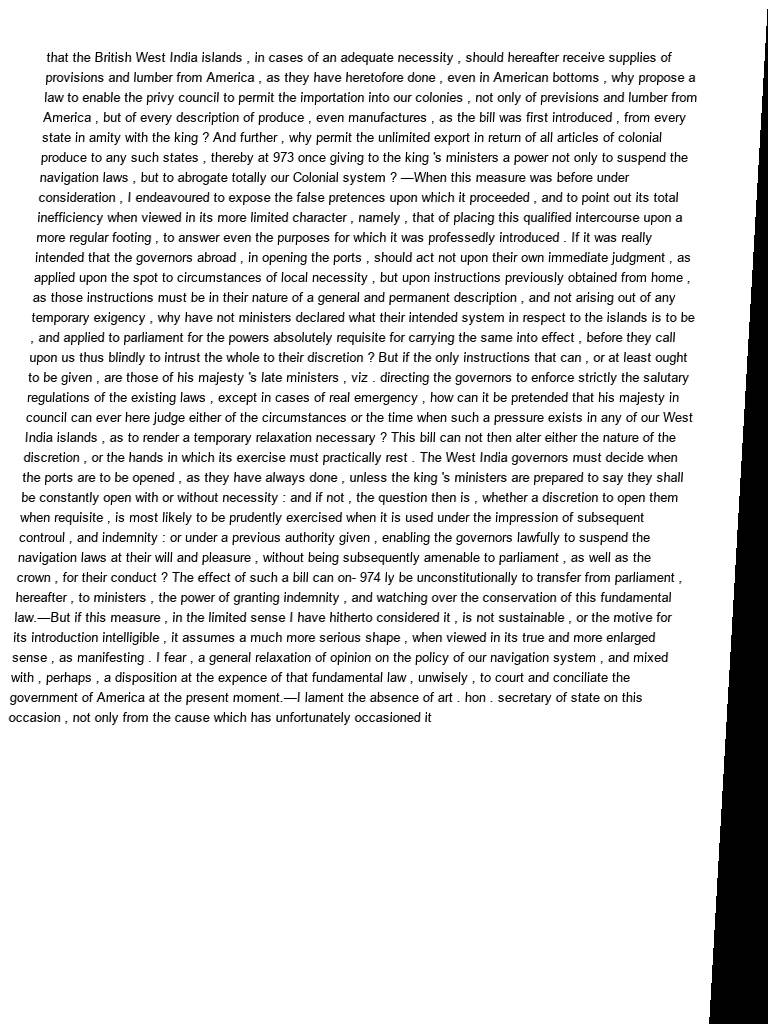 that the British West India islands , in cases of an adequate necessity , should hereafter receive supplies of
provisions and lumber from America , as they have heretofore done , even in American bottoms , why propose a
law to enable the privy council to permit the importation into our colonies , not only of previsions and lumber from
America , but of every description of produce , even manufactures , as the bill was first introduced , from every
state in amity with the king ? And further , why permit the unlimited export in return of all articles of colonial
produce to any such states , thereby at 973 once giving to the king 's ministers a power not only to suspend the
navigation laws , but to abrogate totally our Colonial system ? —When this measure was before under
consideration , I endeavoured to expose the false pretences upon which it proceeded , and to point out its total
inefficiency when viewed in its more limited character , namely , that of placing this qualified intercourse upon a
more regular footing , to answer even the purposes for which it was professedly introduced . If it was really
intended that the governors abroad , in opening the ports , should act not upon their own immediate judgment , as
applied upon the spot to circumstances of local necessity , but upon instructions previously obtained from home ,
as those instructions must be in their nature of a general and permanent description , and not arising out of any
temporary exigency , why have not ministers declared what their intended system in respect to the islands is to be
, and applied to parliament for the powers absolutely requisite for carrying the same into effect , before they call
upon us thus blindly to intrust the whole to their discretion ? But if the only instructions that can , or at least ought
to be given , are those of his majesty 's late ministers , viz . directing the governors to enforce strictly the salutary
regulations of the existing laws , except in cases of real emergency , how can it be pretended that his majesty in
council can ever here judge either of the circumstances or the time when such a pressure exists in any of our West
India islands , as to render a temporary relaxation necessary ? This bill can not then alter either the nature of the
discretion , or the hands in which its exercise must practically rest . The West India governors must decide when
the ports are to be opened , as they have always done , unless the king 's ministers are prepared to say they shall
be constantly open with or without necessity : and if not , the question then is , whether a discretion to open them
when requisite , is most likely to be prudently exercised when it is used under the impression of subsequent
controul , and indemnity : or under a previous authority given , enabling the governors lawfully to suspend the
navigation laws at their will and pleasure , without being subsequently amenable to parliament , as well as the
crown , for their conduct ? The effect of such a bill can on- 974 ly be unconstitutionally to transfer from parliament ,
hereafter , to ministers , the power of granting indemnity , and watching over the conservation of this fundamental
law.—But if this measure , in the limited sense I have hitherto considered it , is not sustainable , or the motive for
its introduction intelligible , it assumes a much more serious shape , when viewed in its true and more enlarged
sense , as manifesting . I fear , a general relaxation of opinion on the policy of our navigation system , and mixed
with , perhaps , a disposition at the expence of that fundamental law , unwisely , to court and conciliate the
government of America at the present moment.—I lament the absence of art . hon . secretary of state on this
occasion , not only from the cause which has unfortunately occasioned it